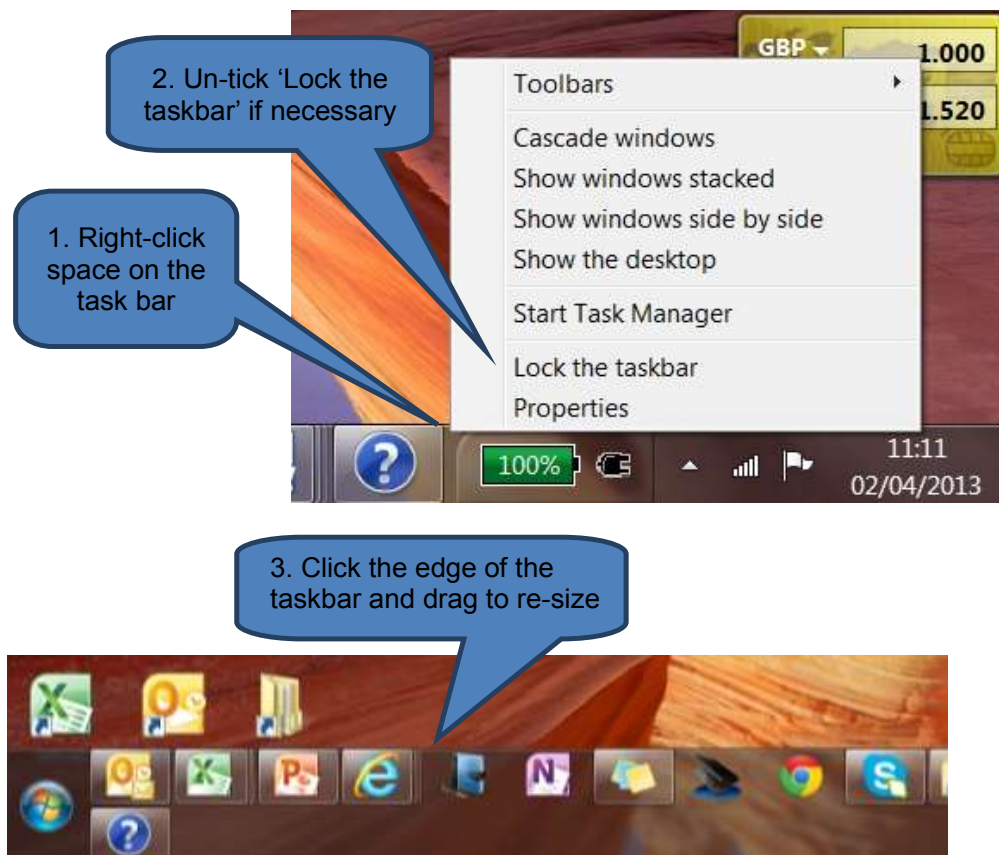 2. Un-tick ‘Lock the
taskbar’ if necessary
1. Right-click
space on the
task bar
GBP
1.000
1.520
Toolbars
Cascade windows
Show windows stacked
Show windows side by side
Show the desktop
Start Task Manager
Lock the taskbar
Properties
100%
11:11
02/04/2013
3. Click the edge of the
taskbar and drag to re-size